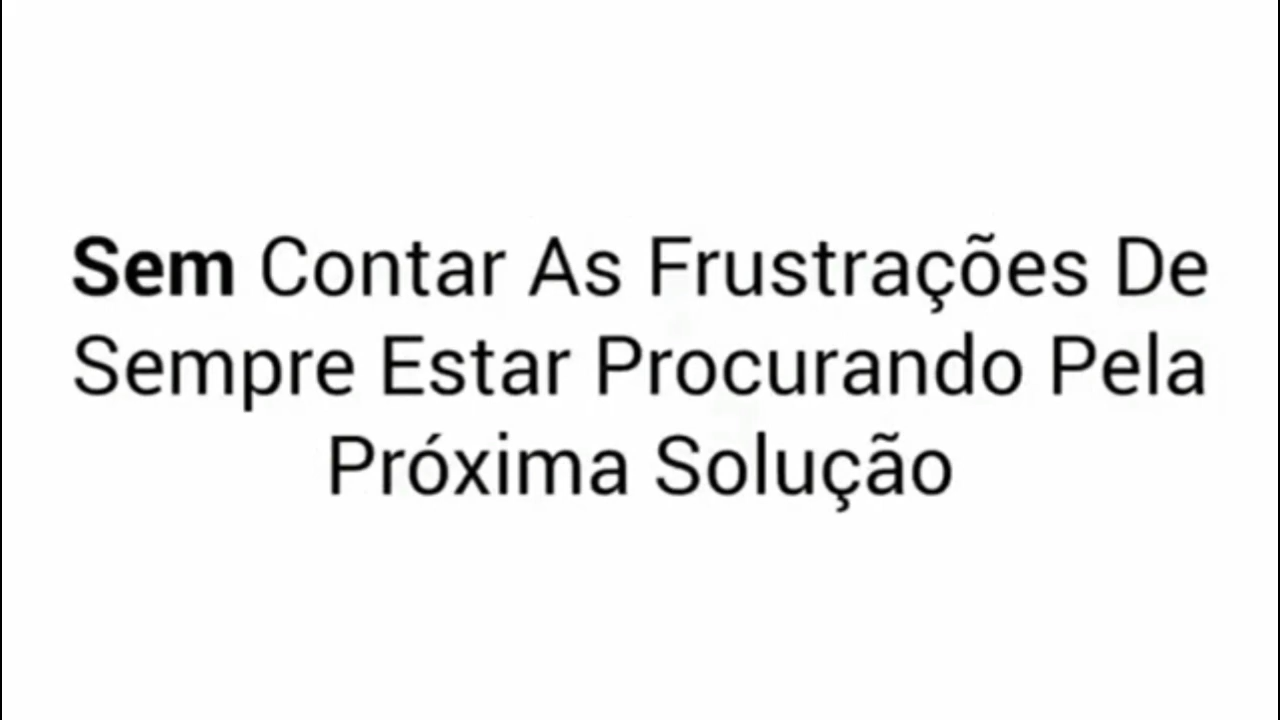 Sem Contar As Frustrações De
Sempre Estar Procurando Pela
Próxima Solução